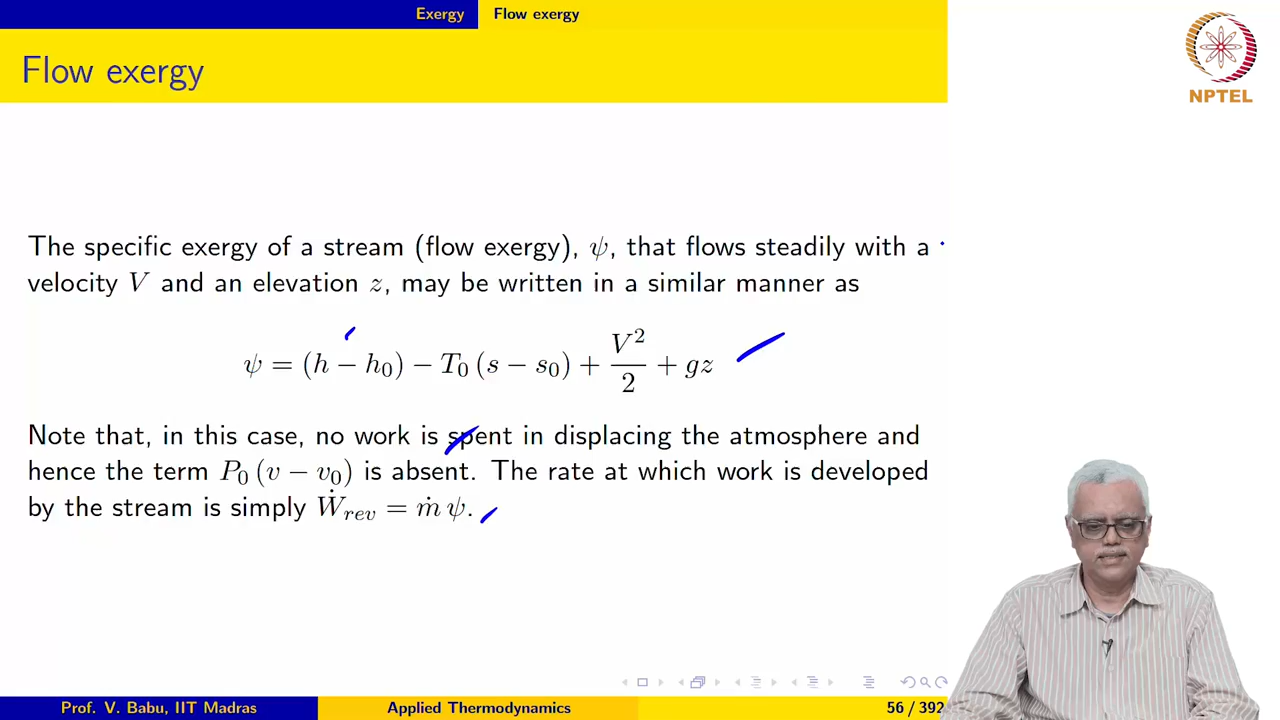 Exergy Flow exergy
Flow exergy
NPTEL
The specific exergy of a stream (flow exergy), ψ, that flows steadily with a
velocity V and an elevation z, may be written in a similar manner as
ψ = (h − h₀) − T₀ (s − s₀) + V²/2 + gz
Note that, in this case, no work is spent in displacing the atmosphere and
hence the term P₀ (v − v₀) is absent. The rate at which work is developed
by the stream is simply Ẇ_rev = ṁ ψ.
Prof. V. Babu, IIT Madras Applied Thermodynamics 56 / 392